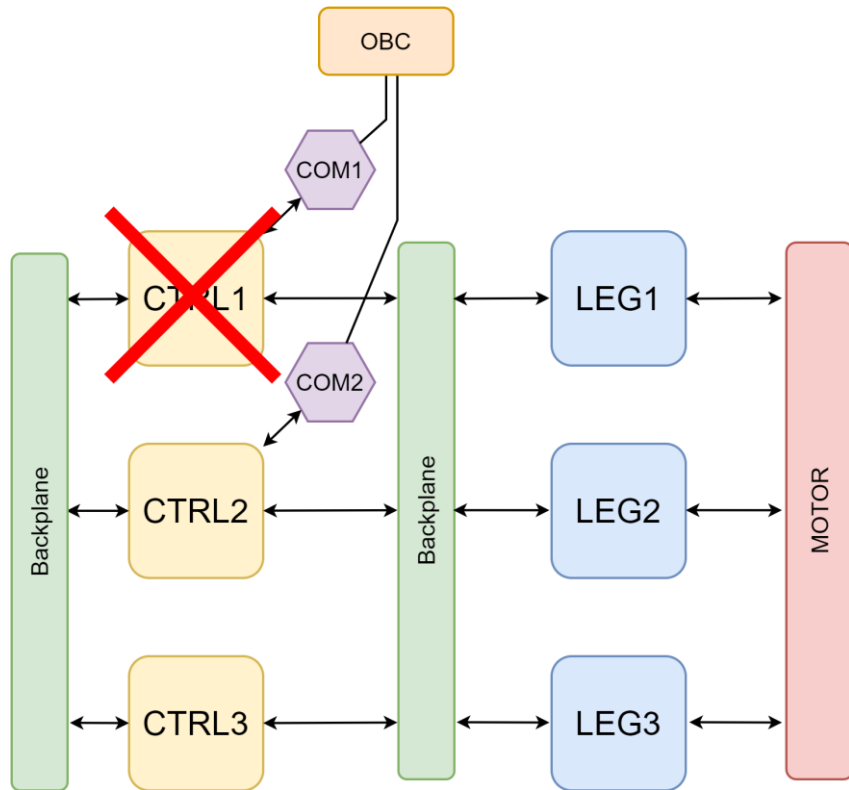 OBC
COM1
CTRL1
LEG1
COM2
CTRL2
LEG2
CTRL3
LEG3
Backplane
Backplane
MOTOR